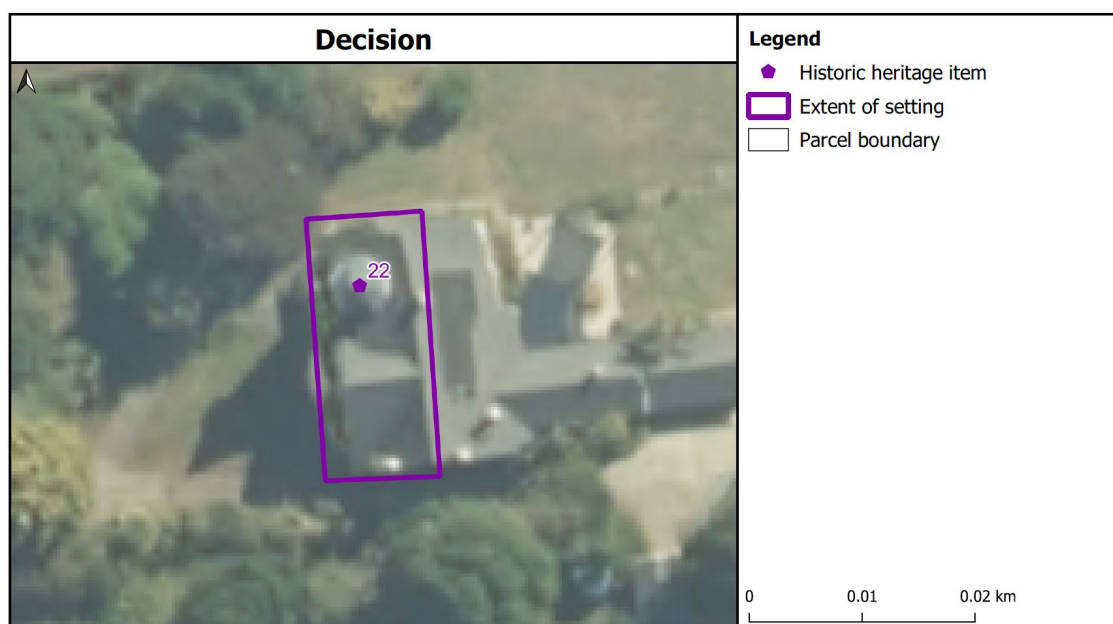 Decision
22
Legend
Historic heritage item
Extent of setting
Parcel boundary
0 0.01 0.02 km